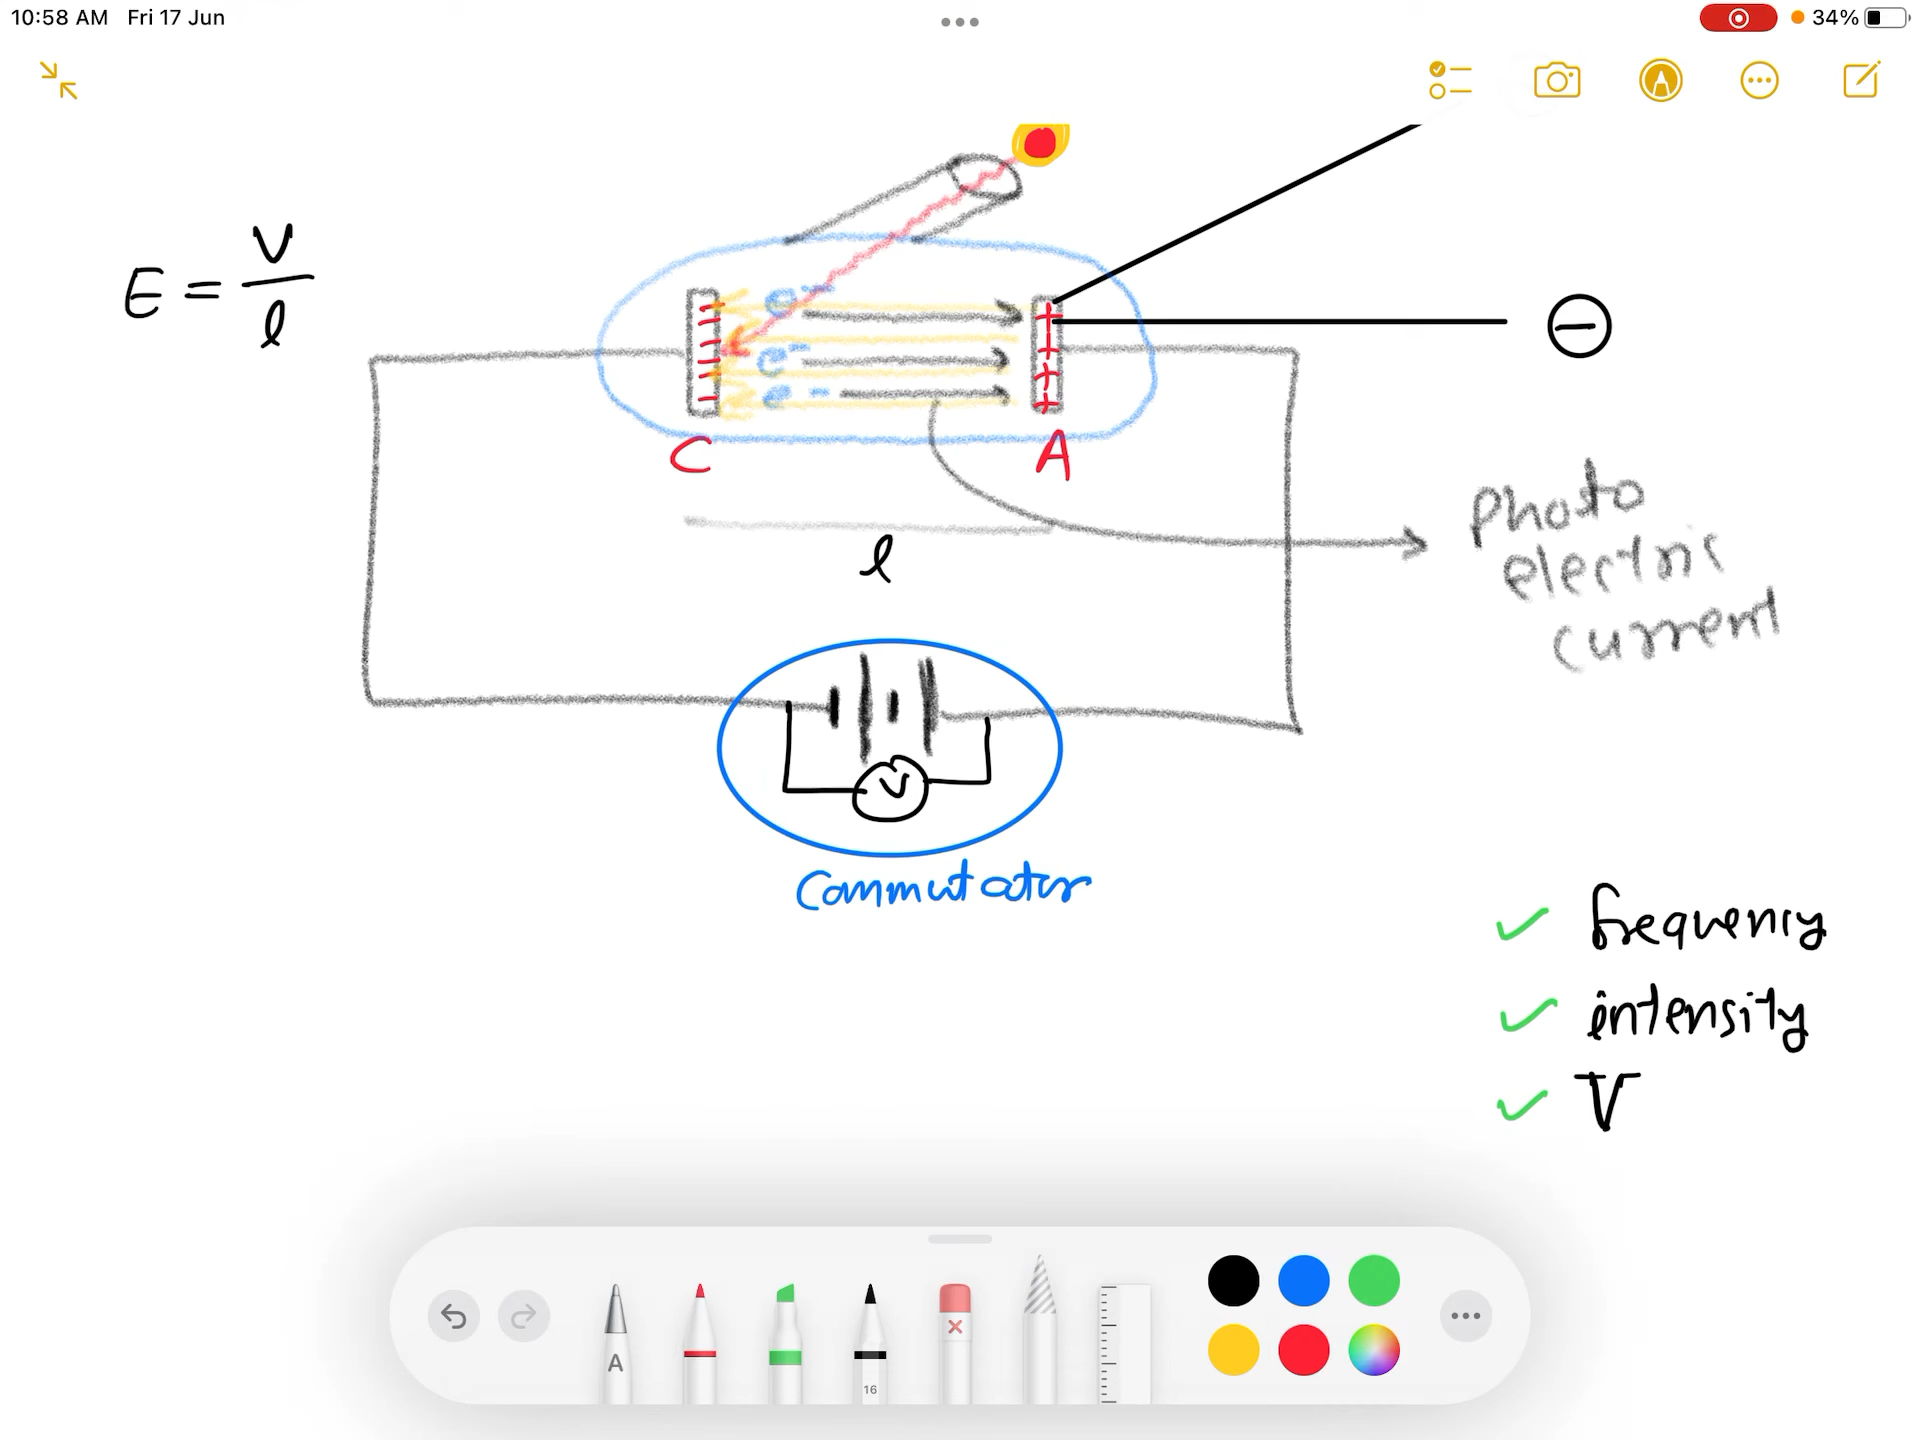 10:58 AM Fri 17 Jun
34%
E = V / l
e⁻
e⁻
e⁻
C
A
l
Photo
electric
current
V
Commutator
frequency
intensity
V
A
16